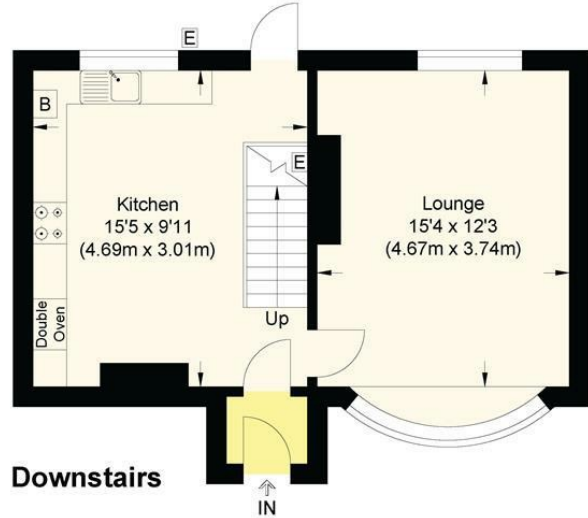 E
B
E
Kitchen
15'5 x 9'11
(4.69m x 3.01m)
Lounge
15'4 x 12'3
(4.67m x 3.74m)
Double
Oven
Up
Downstairs
IN